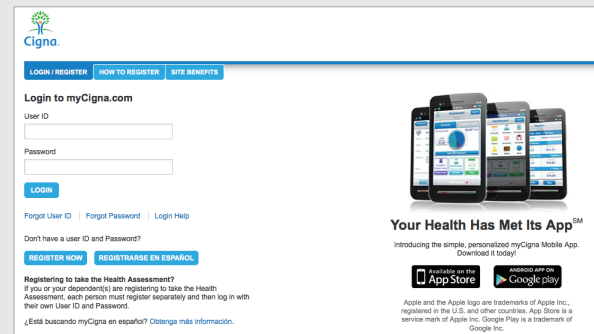 Cigna.
LOGIN / REGISTER
HOW TO REGISTER
SITE BENEFITS
Login to myCigna.com
User ID
Password
LOGIN
Forgot User ID | Forgot Password | Login Help
Don't have a user ID and Password?
REGISTER NOW
REGISTRARSE EN ESPAÑOL
Registering to take the Health Assessment?
If you or your dependent(s) are registering to take the Health
Assessment, each person must register separately and then log in with
their own User ID and Password.
¿Está buscando myCigna en español? Obtenga más información.
Your Health Has Met Its App℠
Introducing the simple, personalized myCigna Mobile App.
Download it today!
Available on the
App Store
ANDROID APP ON
Google play
Apple and the Apple logo are trademarks of Apple Inc.,
registered in the U.S. and other countries. App Store is a
service mark of Apple Inc. Google Play is a trademark of
Google Inc.